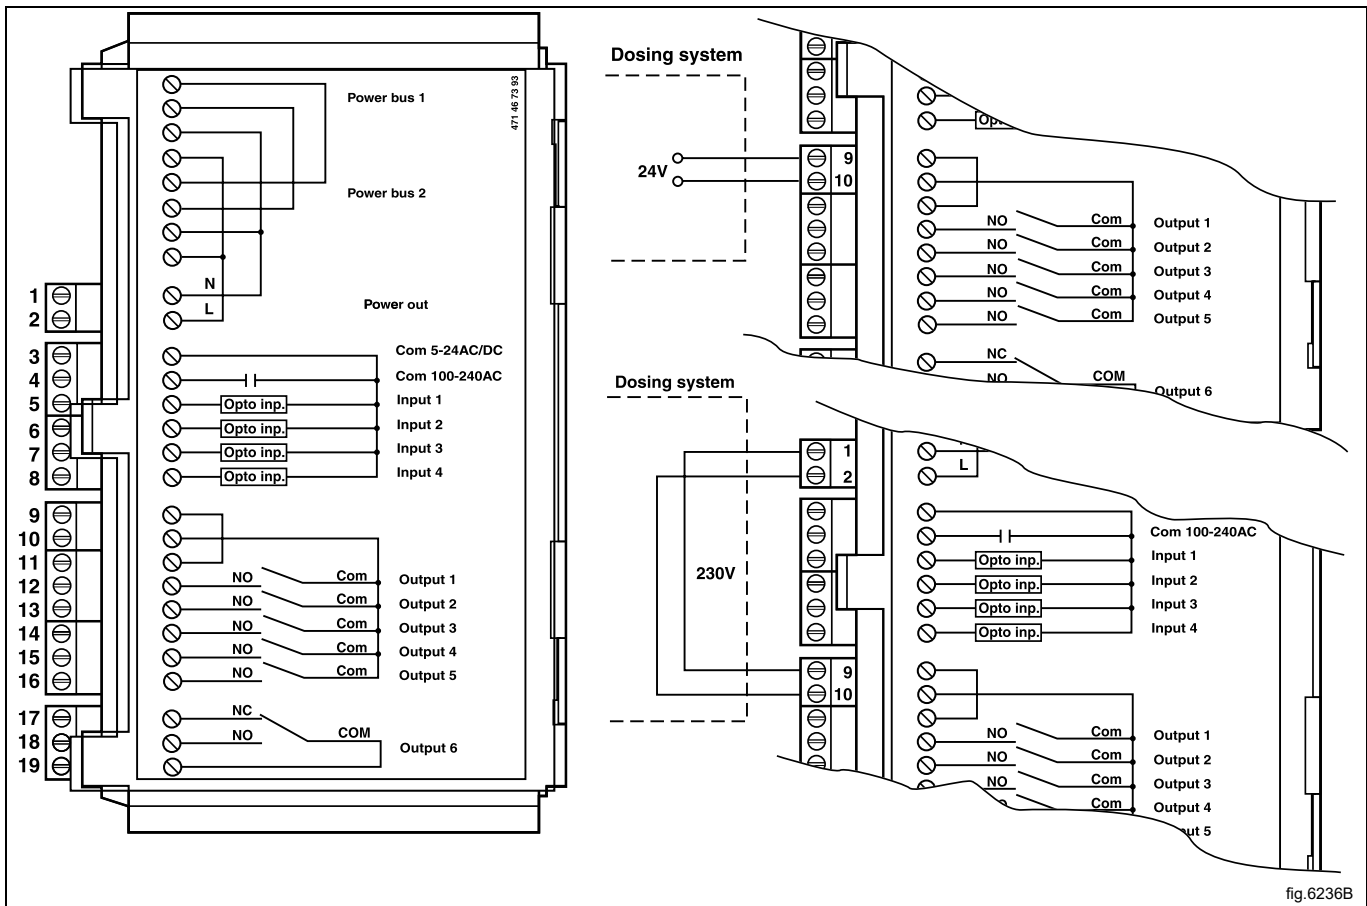 471 46 73 93
Power bus 1
Power bus 2
N
L
Power out
1
2
3
4
5
6
7
8
Com 5-24AC/DC
Com 100-240AC
Opto inp. Input 1
Opto inp. Input 2
Opto inp. Input 3
Opto inp. Input 4
9
10
11
12
13
14
15
16
NO Com Output 1
NO Com Output 2
NO Com Output 3
NO Com Output 4
NO Com Output 5
17
18
19
NC
NO COM Output 6
Dosing system
24V
9
10
NO Com Output 1
NO Com Output 2
NO Com Output 3
NO Com Output 4
NO Com Output 5
NC
NO COM Output 6
Dosing system
230V
1
2
L
Com 100-240AC
Opto inp. Input 1
Opto inp. Input 2
Opto inp. Input 3
Opto inp. Input 4
9
10
NO Com Output 1
NO Com Output 2
NO Com Output 3
Com Output 4
5
fig.6236B